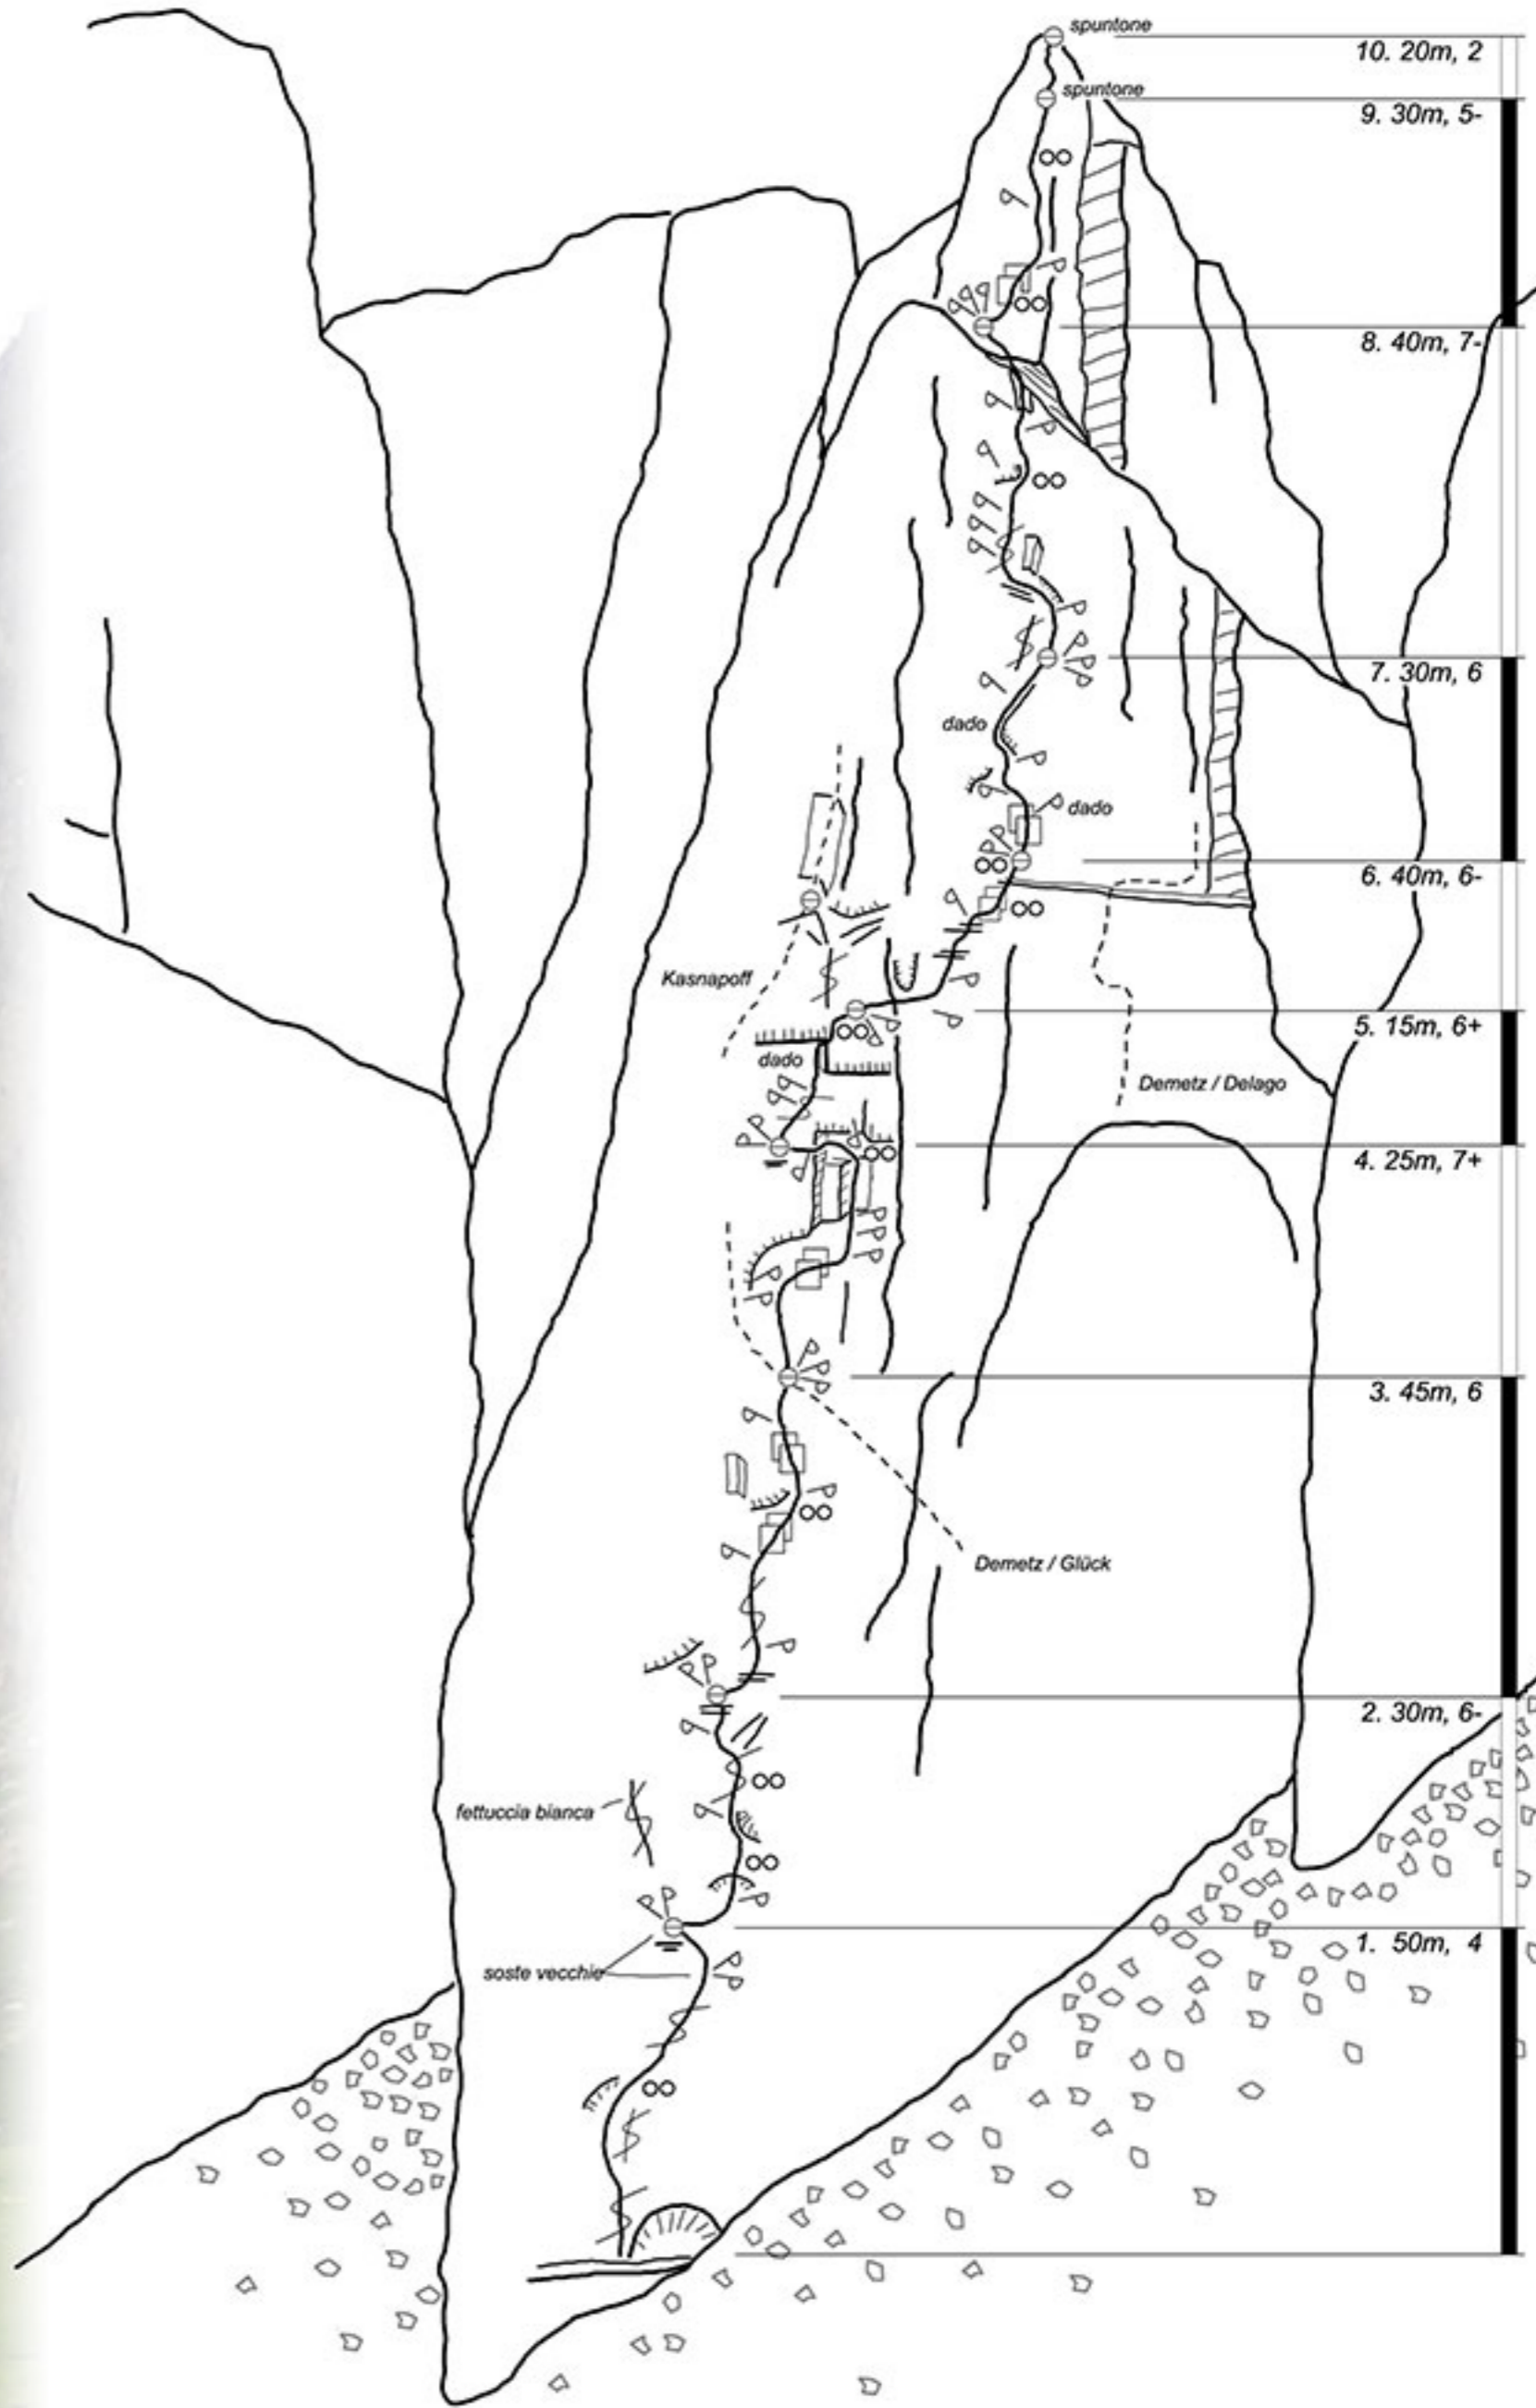 spuntone
10. 20m, 2
spuntone
9. 30m, 5-
8. 40m, 7-
7. 30m, 6
dado
dado
6. 40m, 6-
Kasnapoff
5. 15m, 6+
dado
Demetz / Delago
4. 25m, 7+
3. 45m, 6
Demetz / Glück
2. 30m, 6-
fettuccia bianca
1. 50m, 4
soste vecchie